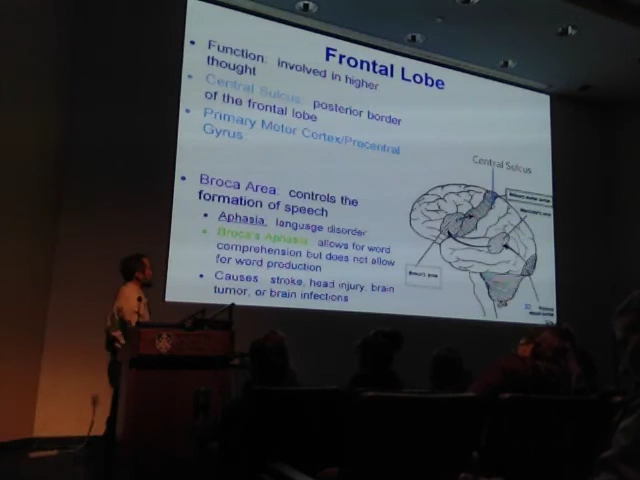 Frontal Lobe
• Function: involved in higher
thought
• Central Sulcus: posterior border
of the frontal lobe
• Primary Motor Cortex/Precentral
Gyrus
• Broca Area: controls the
formation of speech
• Aphasia: language disorder
• Broca's Aphasia: allows for word
comprehension but does not allow
for word production
• Causes: stroke, head injury, brain
tumor, or brain infections
Central Sulcus